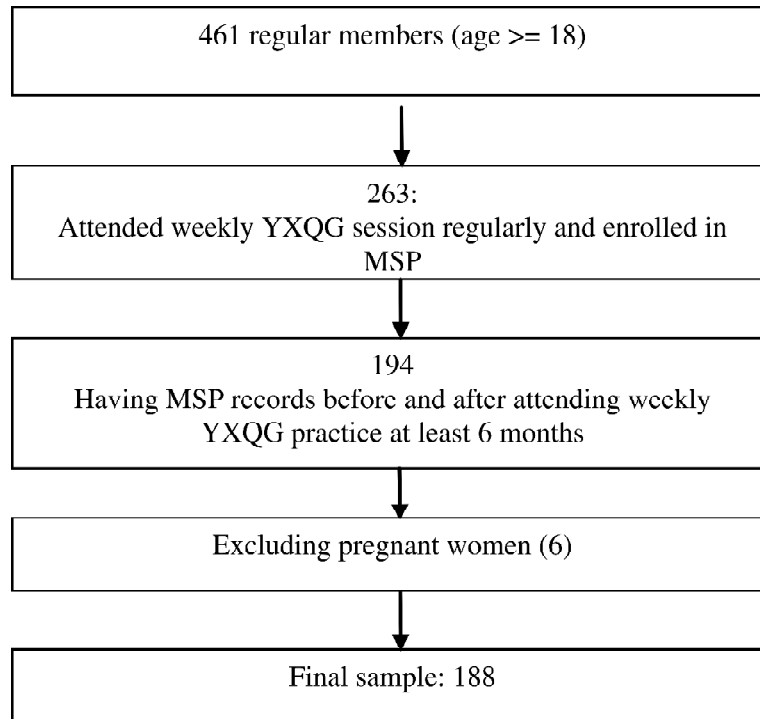 461 regular members (age >= 18)
263:
Attended weekly YXQG session regularly and enrolled in
MSP
194
Having MSP records before and after attending weekly
YXQG practice at least 6 months
Excluding pregnant women (6)
Final sample: 188